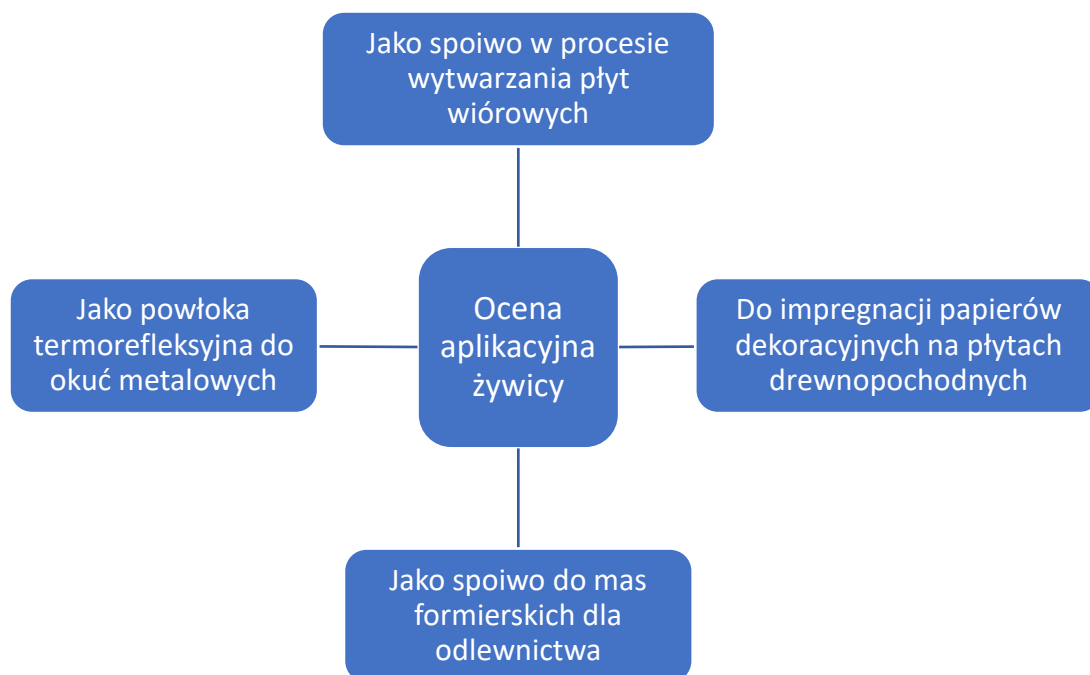 Jako spoiwo w procesie
wytwarzania płyt
wiórowych
Jako powłoka
termorefleksyjna do
okuć metalowych
Ocena
aplikacyjna
żywicy
Do impregnacji papierów
dekoracyjnych na płytach
drewnopochodnych
Jako spoiwo do mas
formierskich dla
odlewnictwa